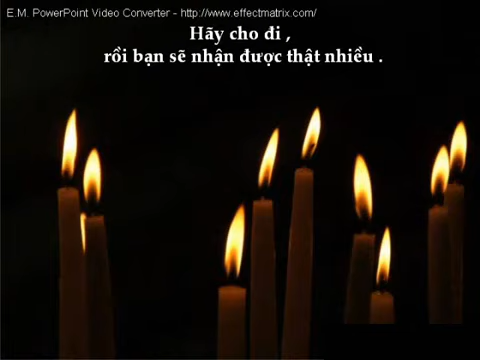 E.M. PowerPoint Video Converter - http://www.effectmatrix.com/
Hãy cho đi ,
rồi bạn sẽ nhận được thật nhiều .